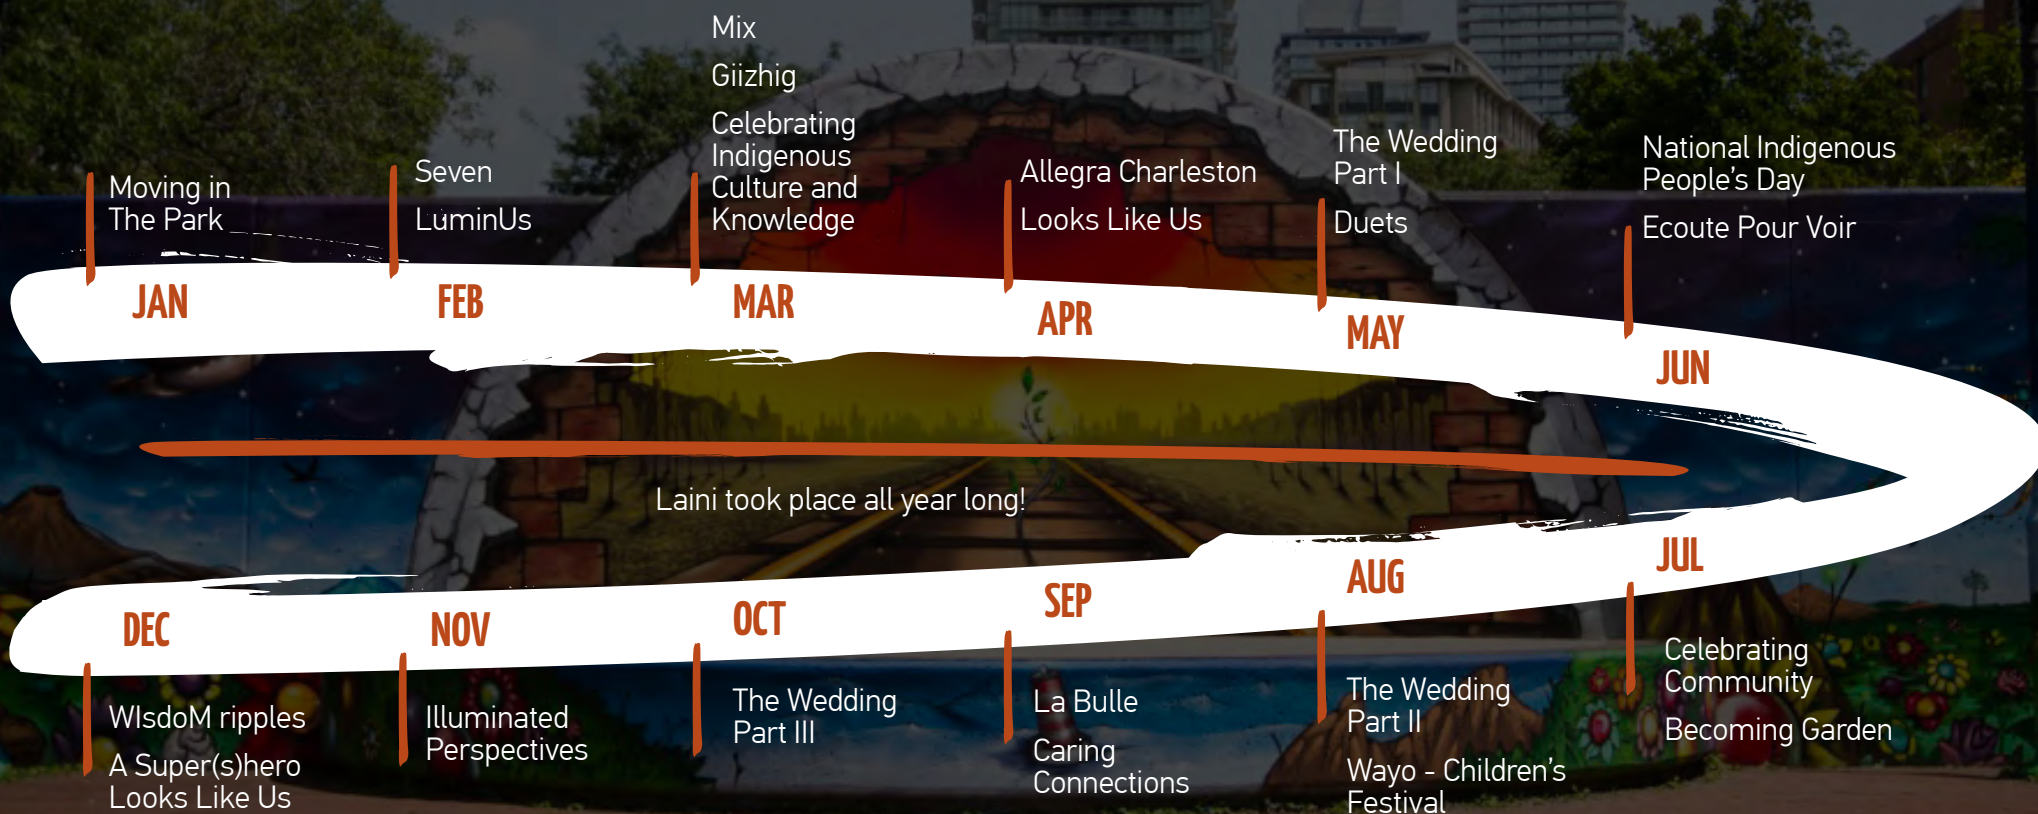 Moving in
The Park
JAN
Seven
LuminUs
FEB
Mix
Giizhig
Celebrating
Indigenous
Culture and
Knowledge
MAR
Allegra Charleston
Looks Like Us
APR
The Wedding
Part I
Duets
MAY
National Indigenous
People's Day
Ecoute Pour Voir
JUN
Laini took place all year long!
JUL
Celebrating
Community
Becoming Garden
AUG
The Wedding
Part II
Wayo - Children's
Festival
SEP
La Bulle
Caring
Connections
OCT
The Wedding
Part III
NOV
Illuminated
Perspectives
DEC
WIsdoM ripples
A Super(s)hero
Looks Like Us